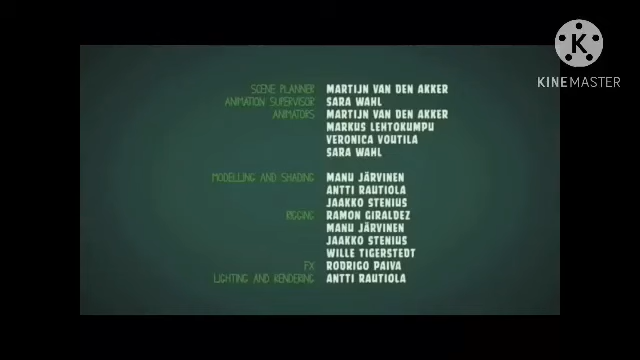 K
KINEMASTER
SCENE PLANNER MARTIJN VAN DEN AKKER
ANIMATION SUPERVISOR SARA WAHL
ANIMATORS MARTIJN VAN DEN AKKER
MARKUS LEHTOKUMPU
VERONICA VOUTILA
SARA WAHL
MODELLING AND SHADING MANU JÄRVINEN
ANTTI RAUTIOLA
JAAKKO STENIUS
RIGGING RAMON GIRALDEZ
MANU JÄRVINEN
JAAKKO STENIUS
WILLE TIGERSTEDT
FX RODRIGO PAIVA
LIGHTING AND RENDERING ANTTI RAUTIOLA